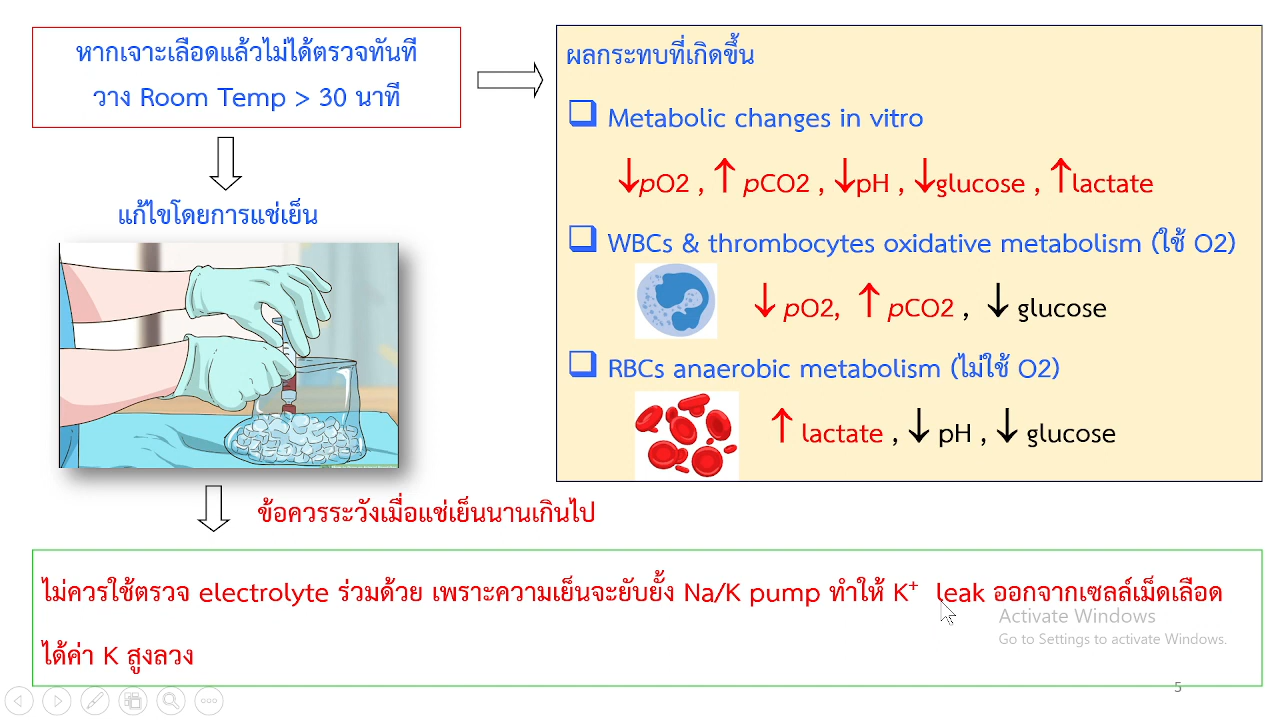 หากเจาะเลือดแล้วไม่ได้ตรวจทันที
วาง Room Temp > 30 นาที
แก้ไขโดยการแช่เย็น
ผลกระทบที่เกิดขึ้น
❑ Metabolic changes in vitro
↓pO2 , ↑ pCO2 , ↓pH , ↓glucose , ↑lactate
❑ WBCs & thrombocytes oxidative metabolism (ใช้ O2)
↓ pO2, ↑ pCO2 , ↓ glucose
❑ RBCs anaerobic metabolism (ไม่ใช้ O2)
↑ lactate , ↓ pH , ↓ glucose
ข้อควรระวังเมื่อแช่เย็นนานเกินไป
ไม่ควรใช้ตรวจ electrolyte ร่วมด้วย เพราะความเย็นจะยับยั้ง Na/K pump ทำให้ K⁺ leak ออกจากเซลล์เม็ดเลือด
ได้ค่า K สูงลวง
Activate Windows
Go to Settings to activate Windows.
5